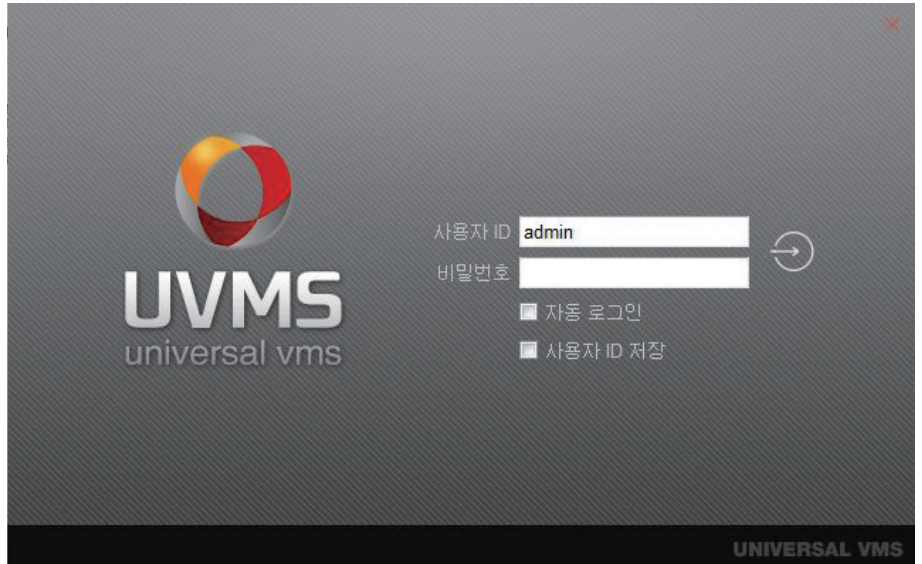 UVMS
universal vms
사용자 ID admin
비밀번호
자동 로그인
사용자 ID 저장
UNIVERSAL VMS